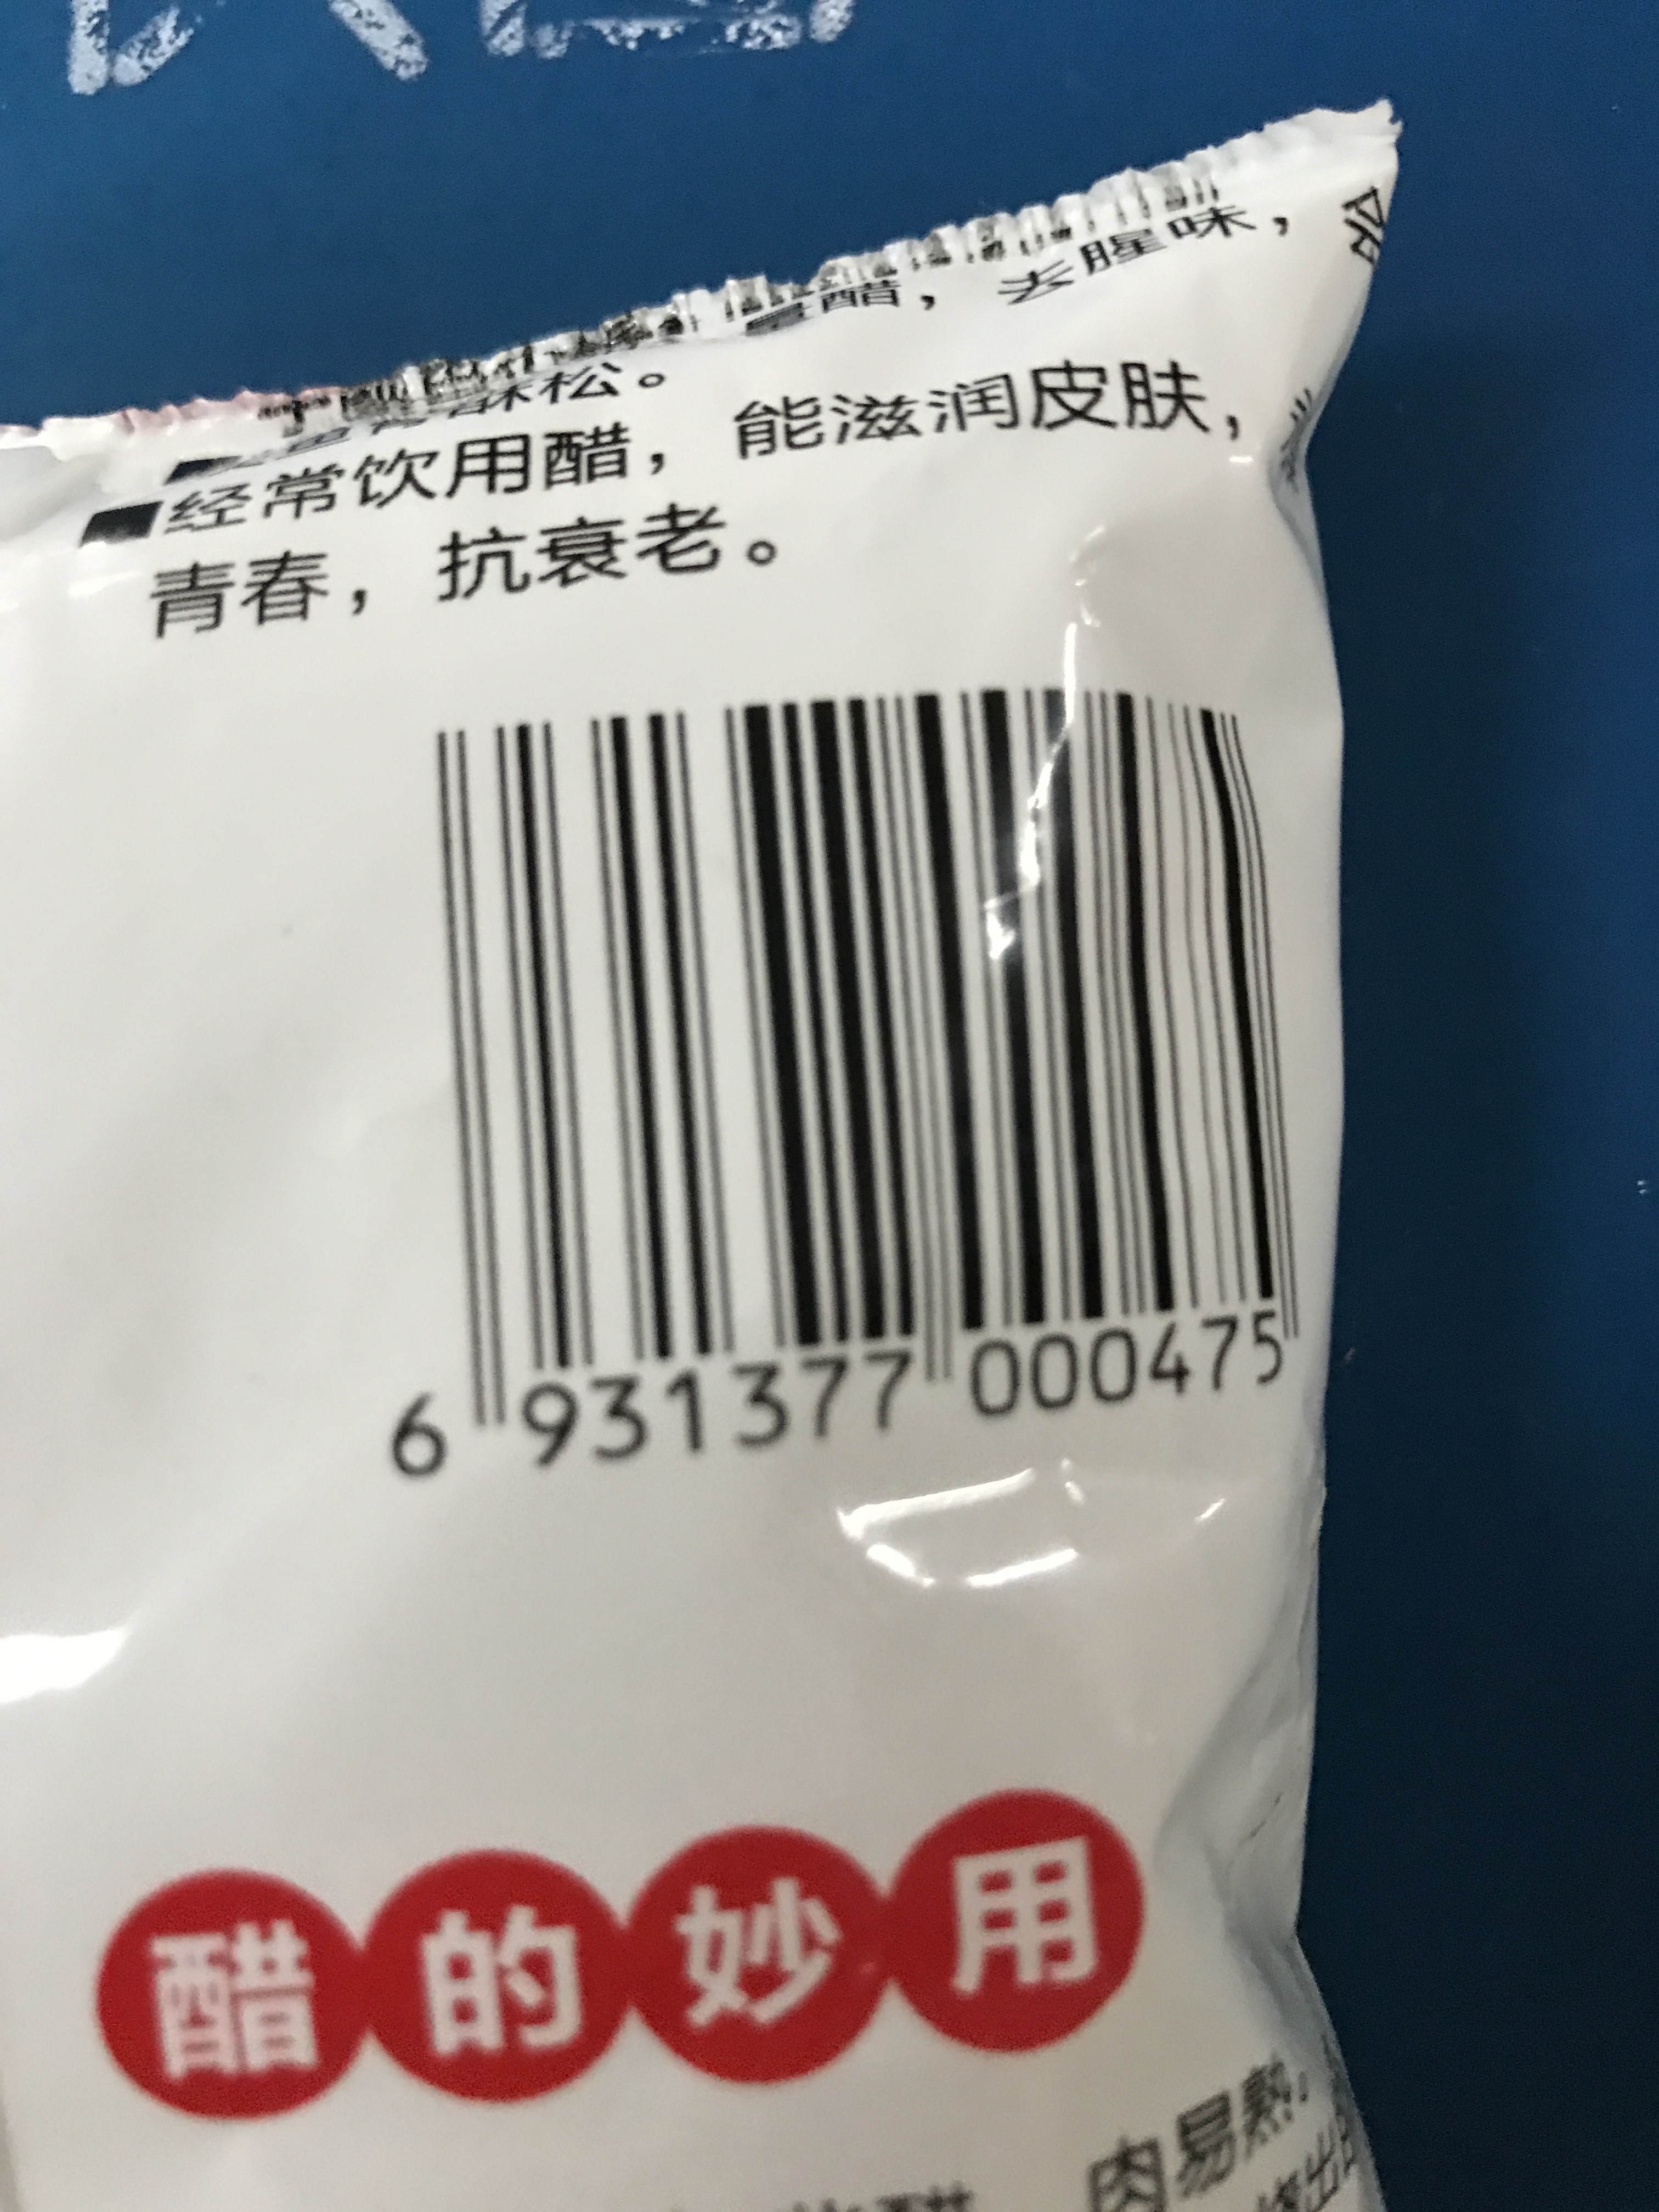 醋，去腥味，
酥松。
■经常饮用醋，能滋润皮肤，
青春，抗衰老。
6 931377 000475
醋的妙用
肉易熟，